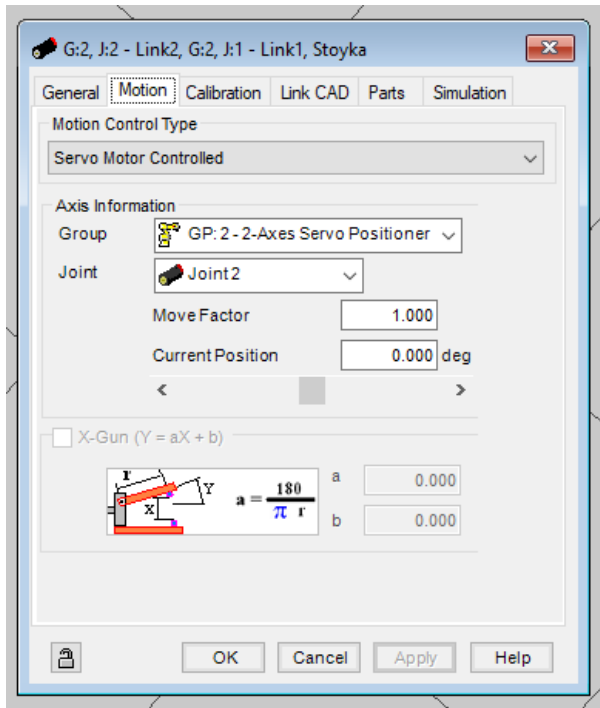 G:2, J:2 - Link2, G:2, J:1 - Link1, Stoyka
General Motion Calibration Link CAD Parts Simulation
Motion Control Type
Servo Motor Controlled
Axis Information
Group GP: 2 - 2-Axes Servo Positioner
Joint Joint 2
Move Factor 1.000
Current Position 0.000 deg
< >
X-Gun (Y = aX + b)
r Y X a = 180 / π r
a 0.000
b 0.000
OK Cancel Apply Help